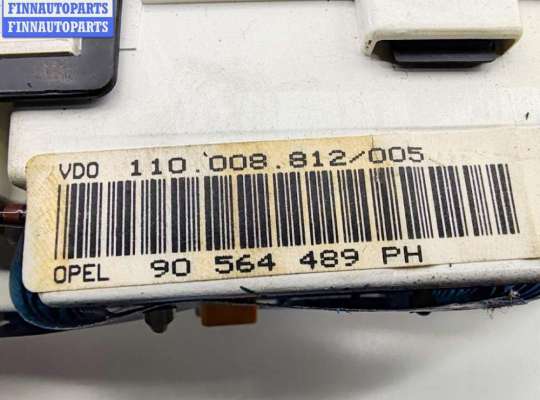 FINNAUTOPARTS
FINNAUTOPARTS
VDO 110.008.812/005
OPEL 90 564 489 PH